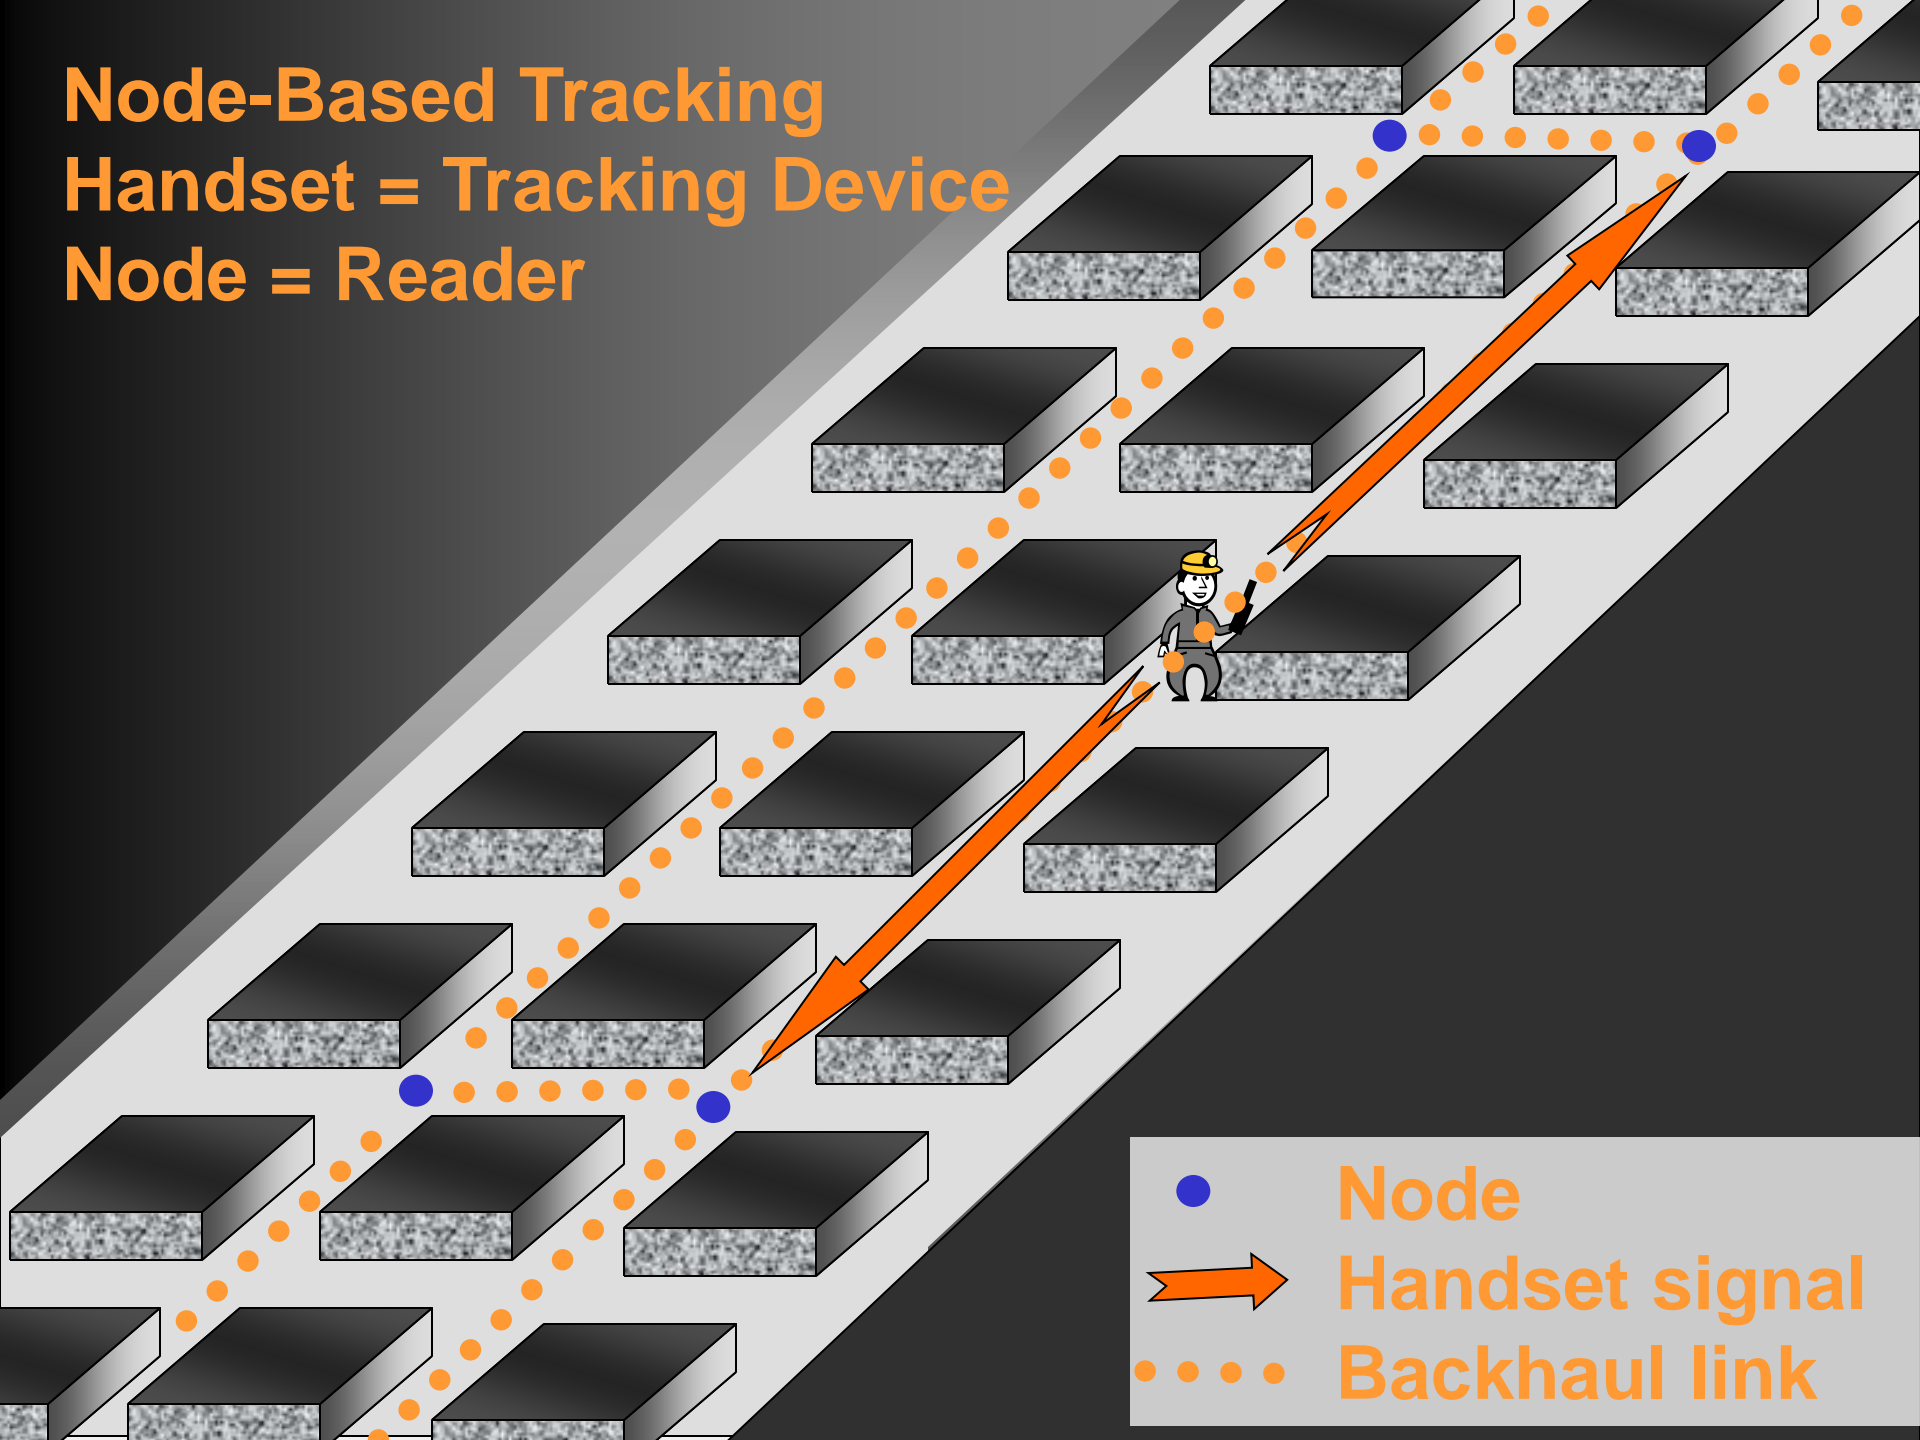 Node-Based Tracking
Handset = Tracking Device
Node = Reader
Node
Handset signal
Backhaul link